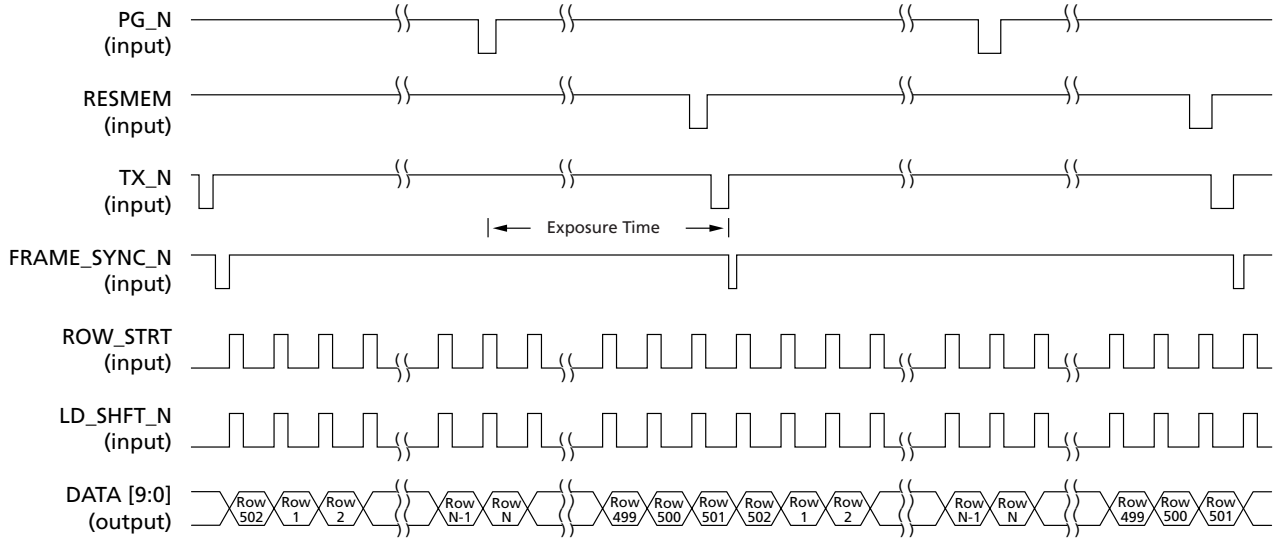 PG_N
(input)
RESMEM
(input)
TX_N
(input)
Exposure Time
FRAME_SYNC_N
(input)
ROW_STRT
(input)
LD_SHFT_N
(input)
DATA [9:0]
(output)
Row 502
Row 1
Row 2
Row N-1
Row N
Row 499
Row 500
Row 501
Row 502
Row 1
Row 2
Row N-1
Row N
Row 499
Row 500
Row 501